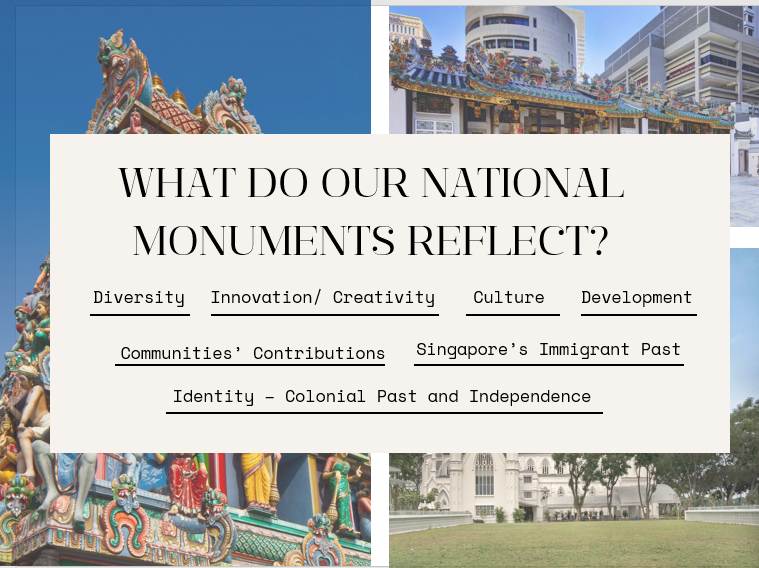 WHAT DO OUR NATIONAL
MONUMENTS REFLECT?
Diversity Innovation/ Creativity Culture Development
Communities’ Contributions Singapore’s Immigrant Past
Identity – Colonial Past and Independence